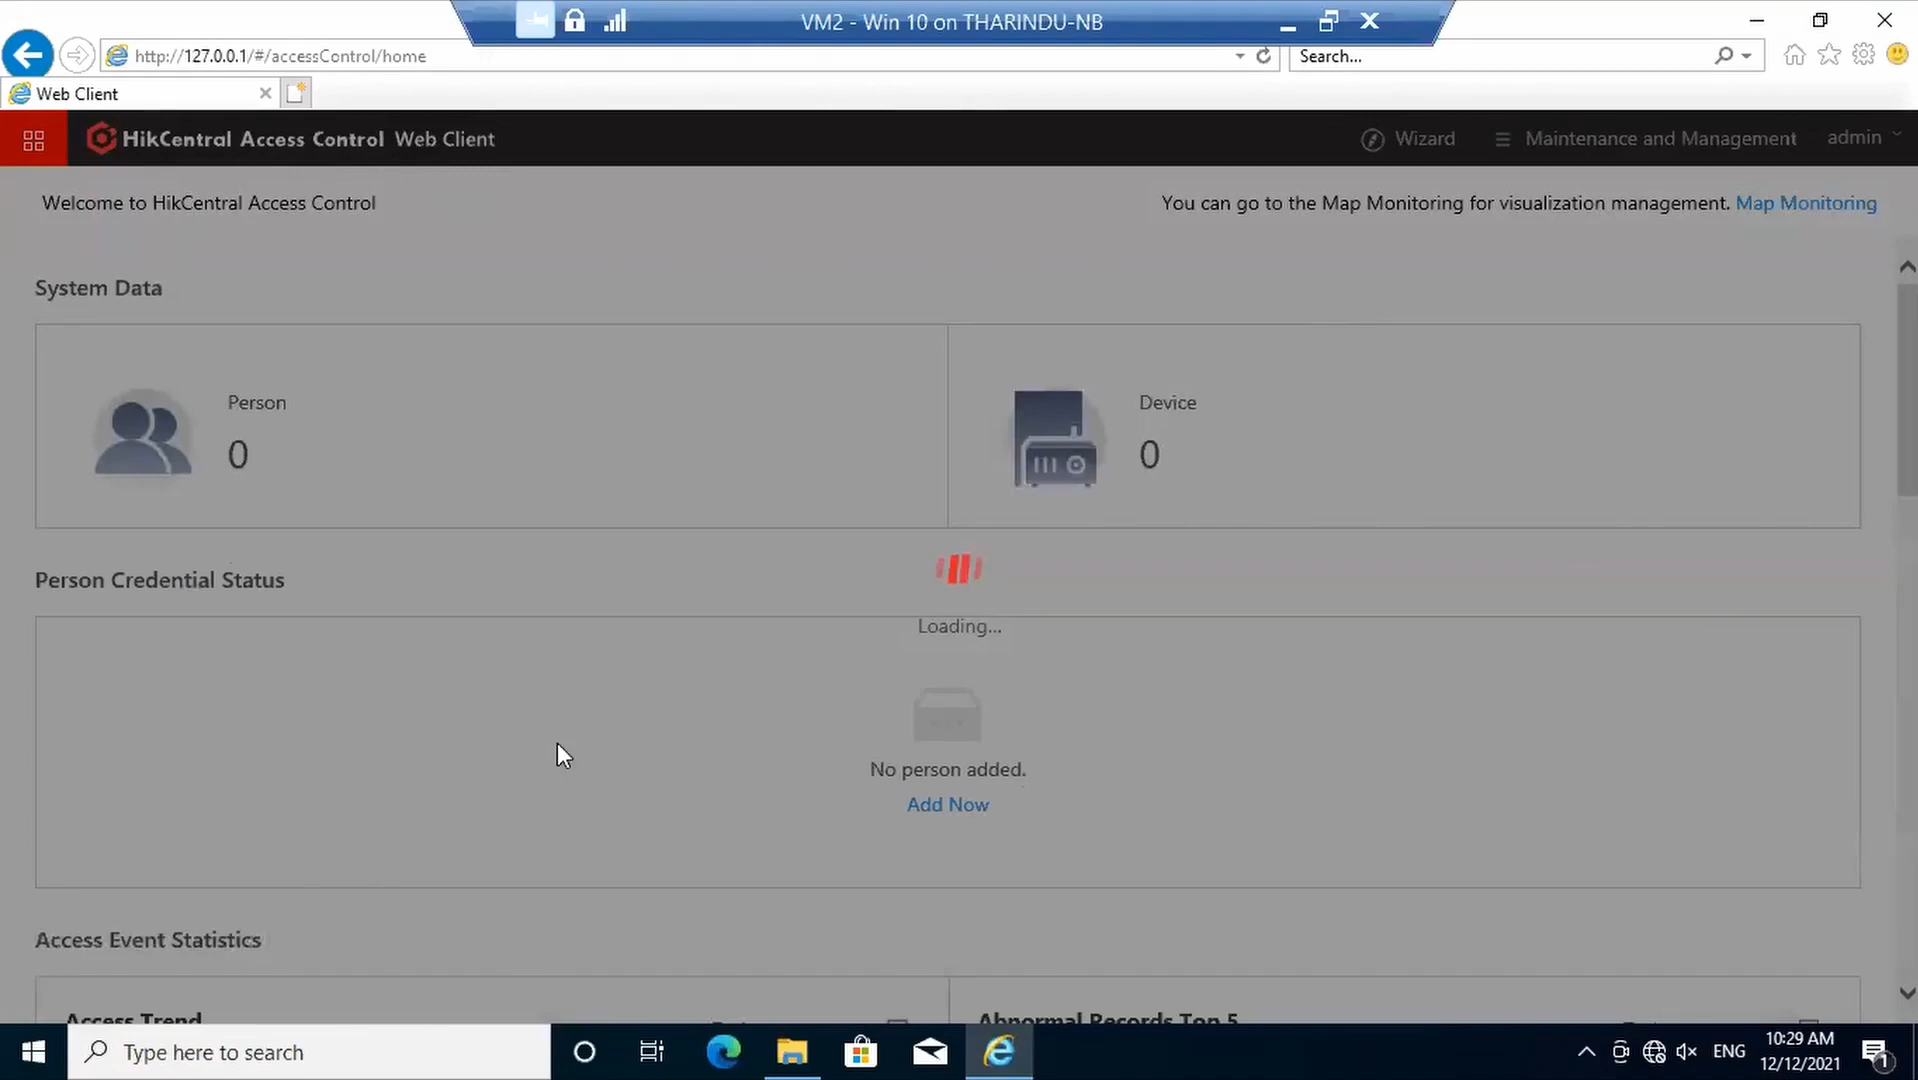 VM2 - Win 10 on THARINDU-NB
http://127.0.0.1/#/accessControl/home
Search...
Web Client
HikCentral Access Control Web Client
Wizard
Maintenance and Management
admin
Welcome to HikCentral Access Control
You can go to the Map Monitoring for visualization management. Map Monitoring
System Data
Person
0
Device
0
Person Credential Status
Loading...
No person added.
Add Now
Access Event Statistics
Access Trend
Abnormal Records Top 5
Type here to search
ENG
10:29 AM
12/12/2021
1